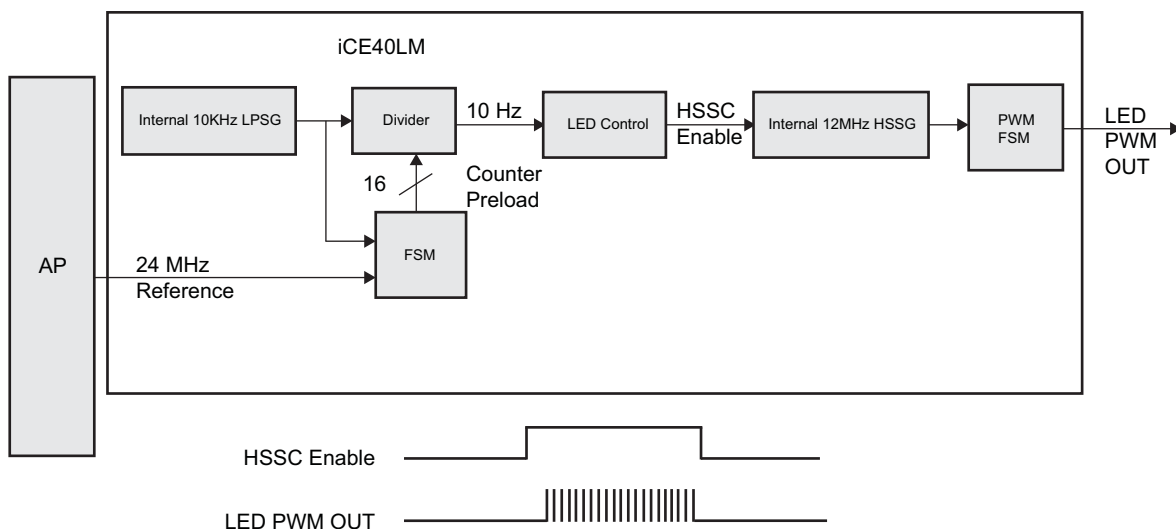 iCE40LM
AP
Internal 10KHz LPSG
Divider
10 Hz
LED Control
HSSC
Enable
Internal 12MHz HSSG
PWM
FSM
LED
PWM
OUT
16
Counter
Preload
FSM
24 MHz
Reference
HSSC Enable
LED PWM OUT